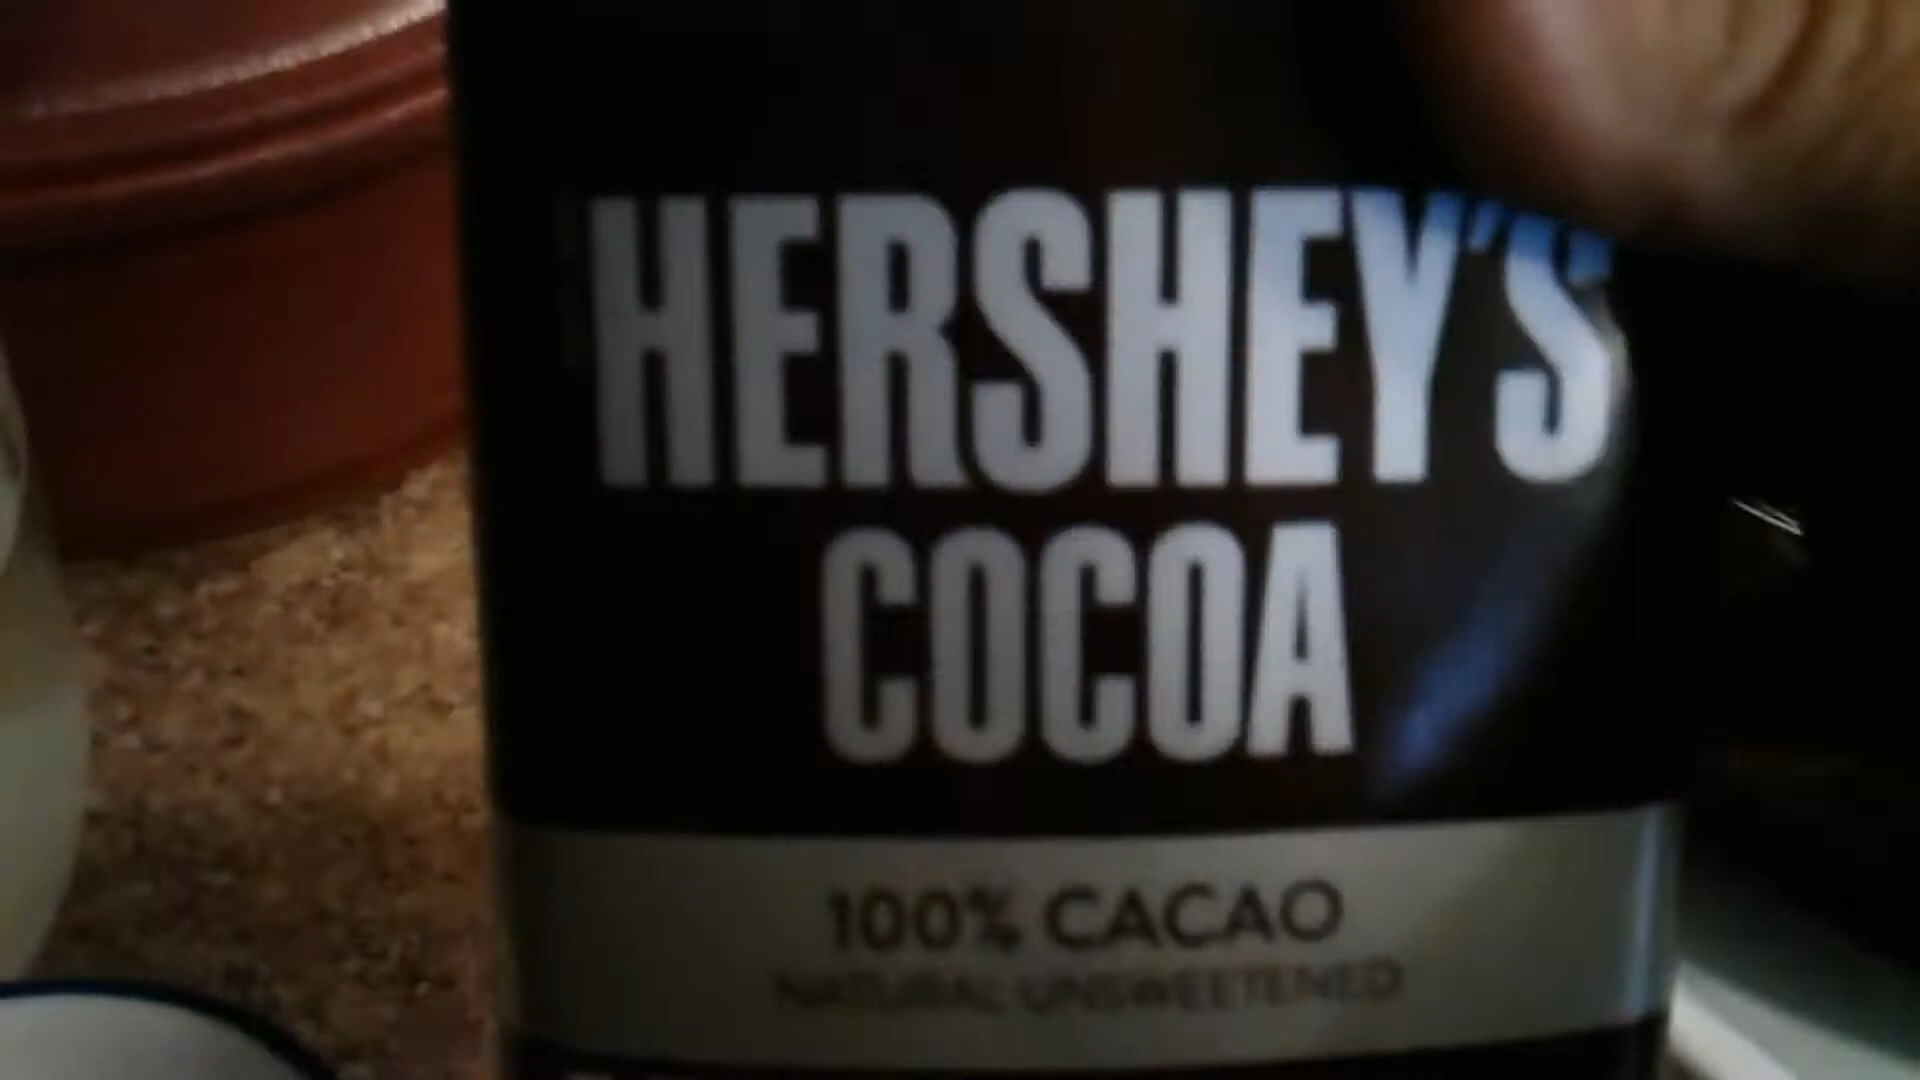 HERSHEY'S
COCOA
100% CACAO
NATURAL UNSWEETENED